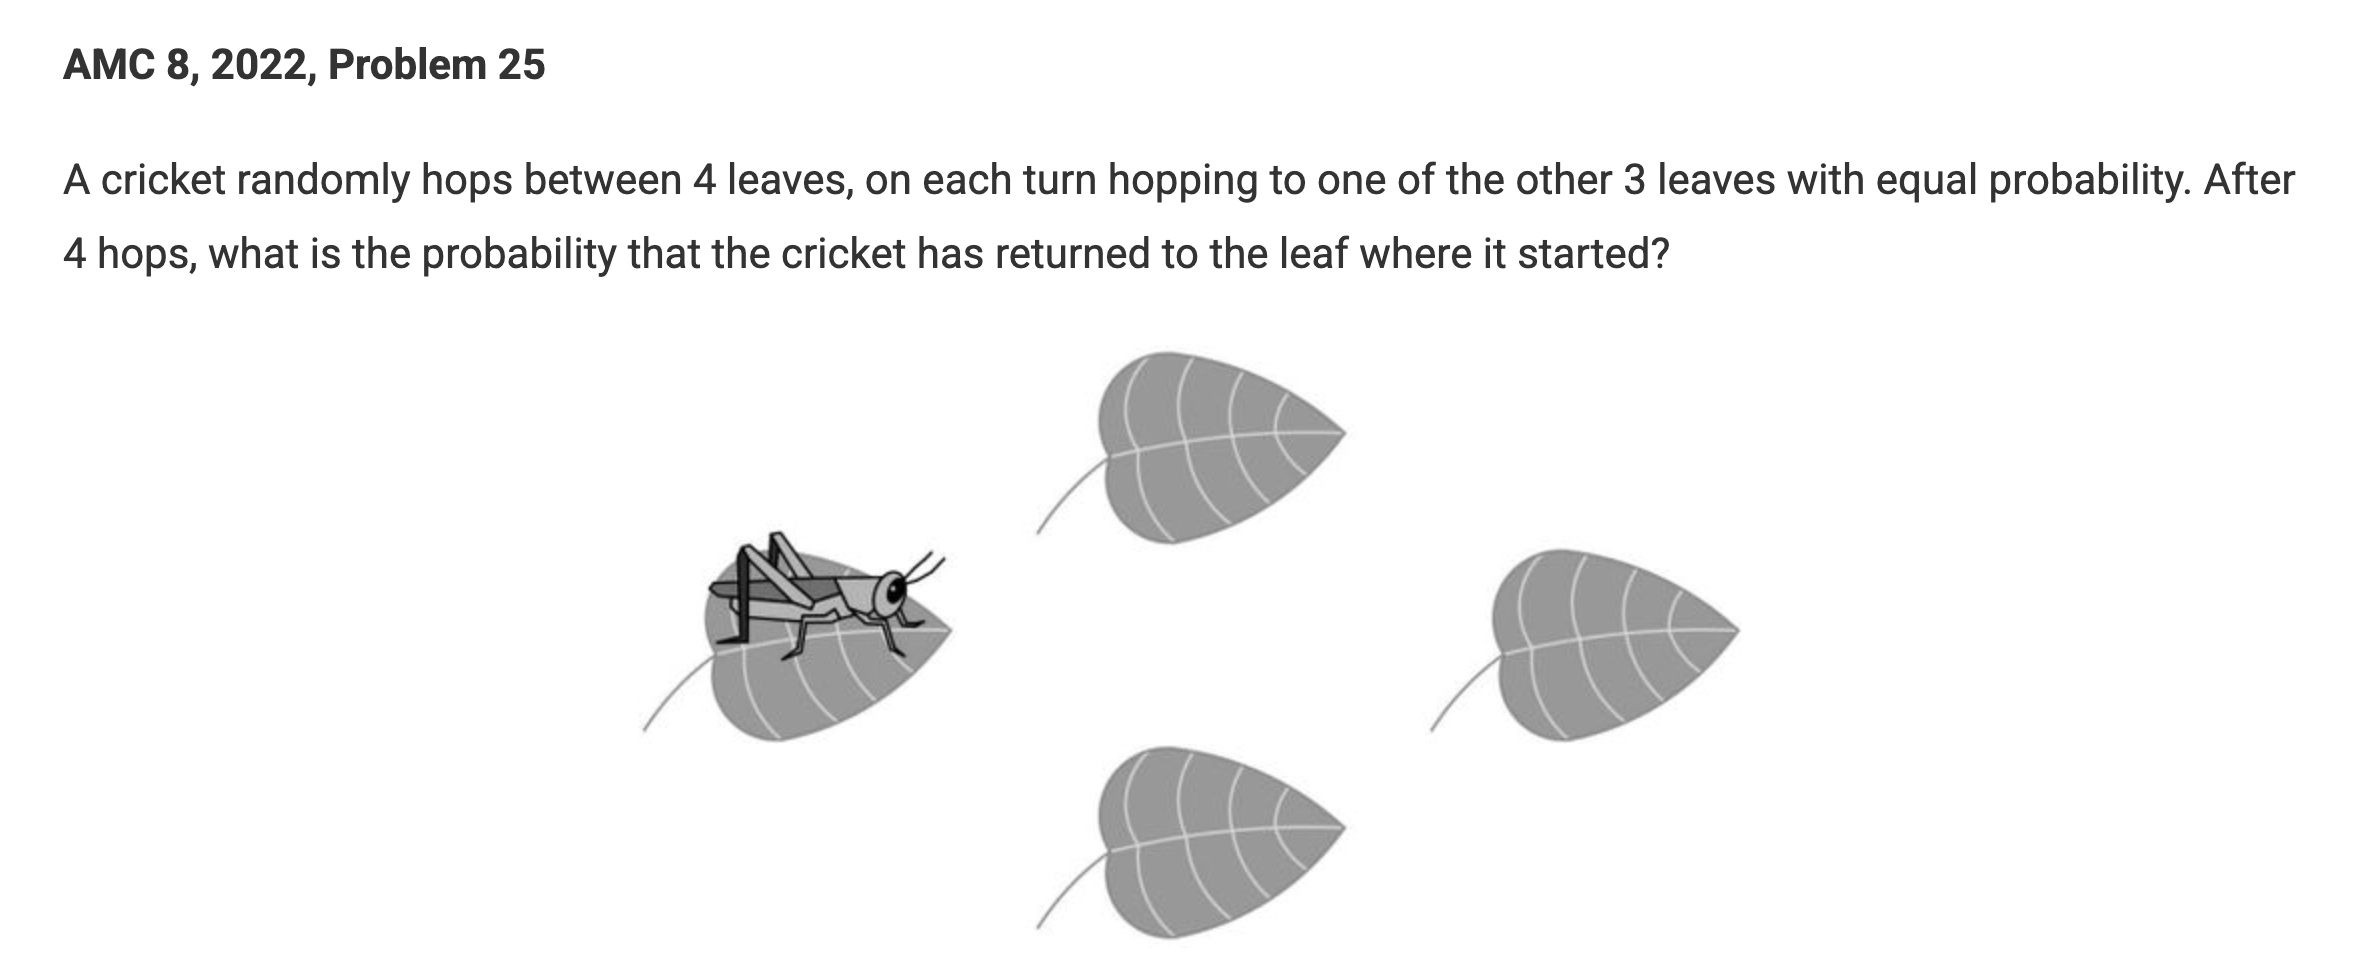 AMC 8, 2022, Problem 25
A cricket randomly hops between 4 leaves, on each turn hopping to one of the other 3 leaves with equal probability. After
4 hops, what is the probability that the cricket has returned to the leaf where it started?